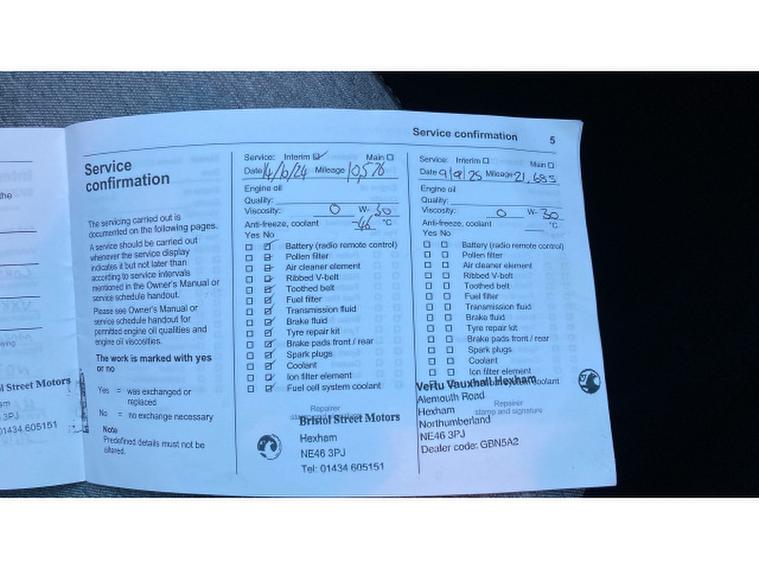 Service confirmation 5
Service
confirmation
The servicing carried out is
documented on the following pages.
A service should be carried out
whenever the service display
indicates it but not later than
according to service intervals
mentioned in the Owner's Manual or
service schedule handout.
Please see Owner's Manual or
service schedule handout for
permitted engine oil qualities and
engine oil viscosities.
The work is marked with yes
or no
Yes = was exchanged or
replaced
No = no exchange necessary
Note
Predefined details must not be
altered.
Service: Interim Main
Date Mileage 10,576
Engine oil
Quality:
Viscosity: 0 W- 30
Anti-freeze, coolant -46 °C
Yes No
Battery (radio remote control)
Pollen filter
Air cleaner element
Ribbed V-belt
Toothed belt
Fuel filter
Transmission fluid
Brake fluid
Tyre repair kit
Brake pads front / rear
Spark plugs
Coolant
Ion filter element
Fuel cell system coolant
Repairer
stamp and signature
Bristol Street Motors
Hexham
NE46 3PJ
Tel: 01434 605151
Service: Interim Main
Date 9/9/25 Mileage 21,683
Engine oil
Quality:
Viscosity: 0 W- 30
Anti-freeze, coolant °C
Yes No
Battery (radio remote control)
Pollen filter
Air cleaner element
Ribbed V-belt
Toothed belt
Fuel filter
Transmission fluid
Brake fluid
Tyre repair kit
Brake pads front / rear
Spark plugs
Coolant
Ion filter element
coolant
Vertu Vauxhall Hexham
Alemouth Road
Repairer
Hexham
stamp and signature
Northumberland
NE46 3PJ
Dealer code: GBN5A2
the
Street Motors
3PJ
01434 605151